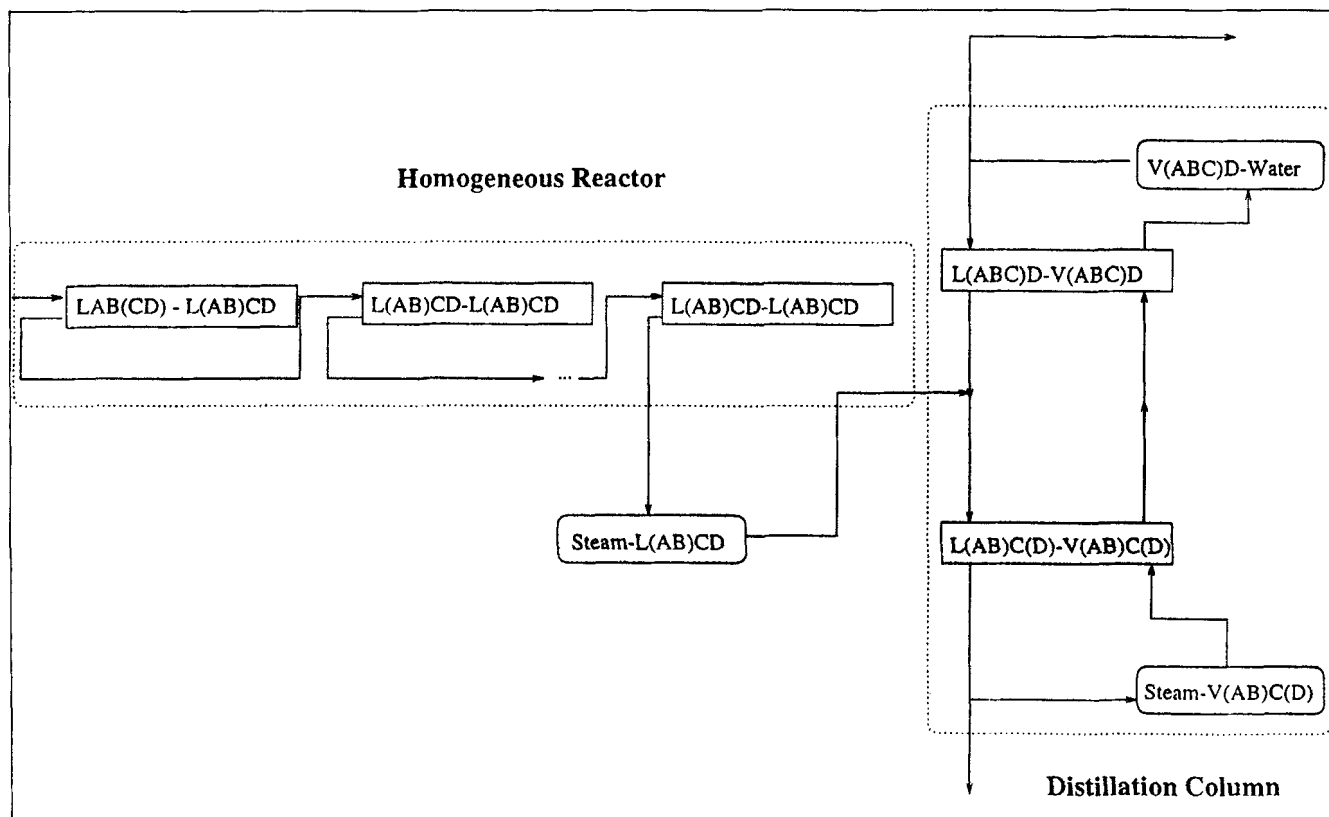 Homogeneous Reactor
V(ABC)D-Water
L(ABC)D-V(ABC)D
LAB(CD) - L(AB)CD
L(AB)CD-L(AB)CD
L(AB)CD-L(AB)CD
...
Steam-L(AB)CD
L(AB)C(D)-V(AB)C(D)
Steam-V(AB)C(D)
Distillation Column